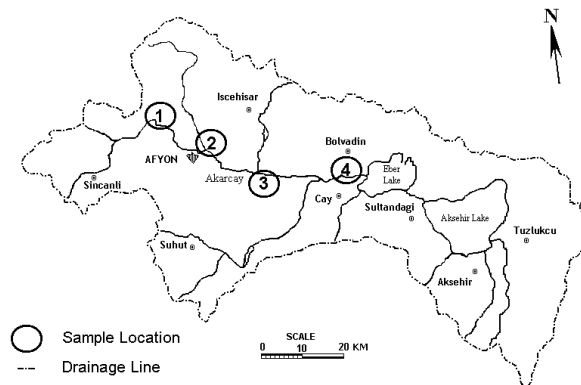 N
Iscehisar
1
2
AFYON
Bolvadin
4
Eber
Lake
Sincanli
Akarcay
3
Cay
Sultandagi
Aksehir Lake
Tuzlukcu
Suhut
Aksehir
Sample Location
Drainage Line
SCALE
0 10 20 KM